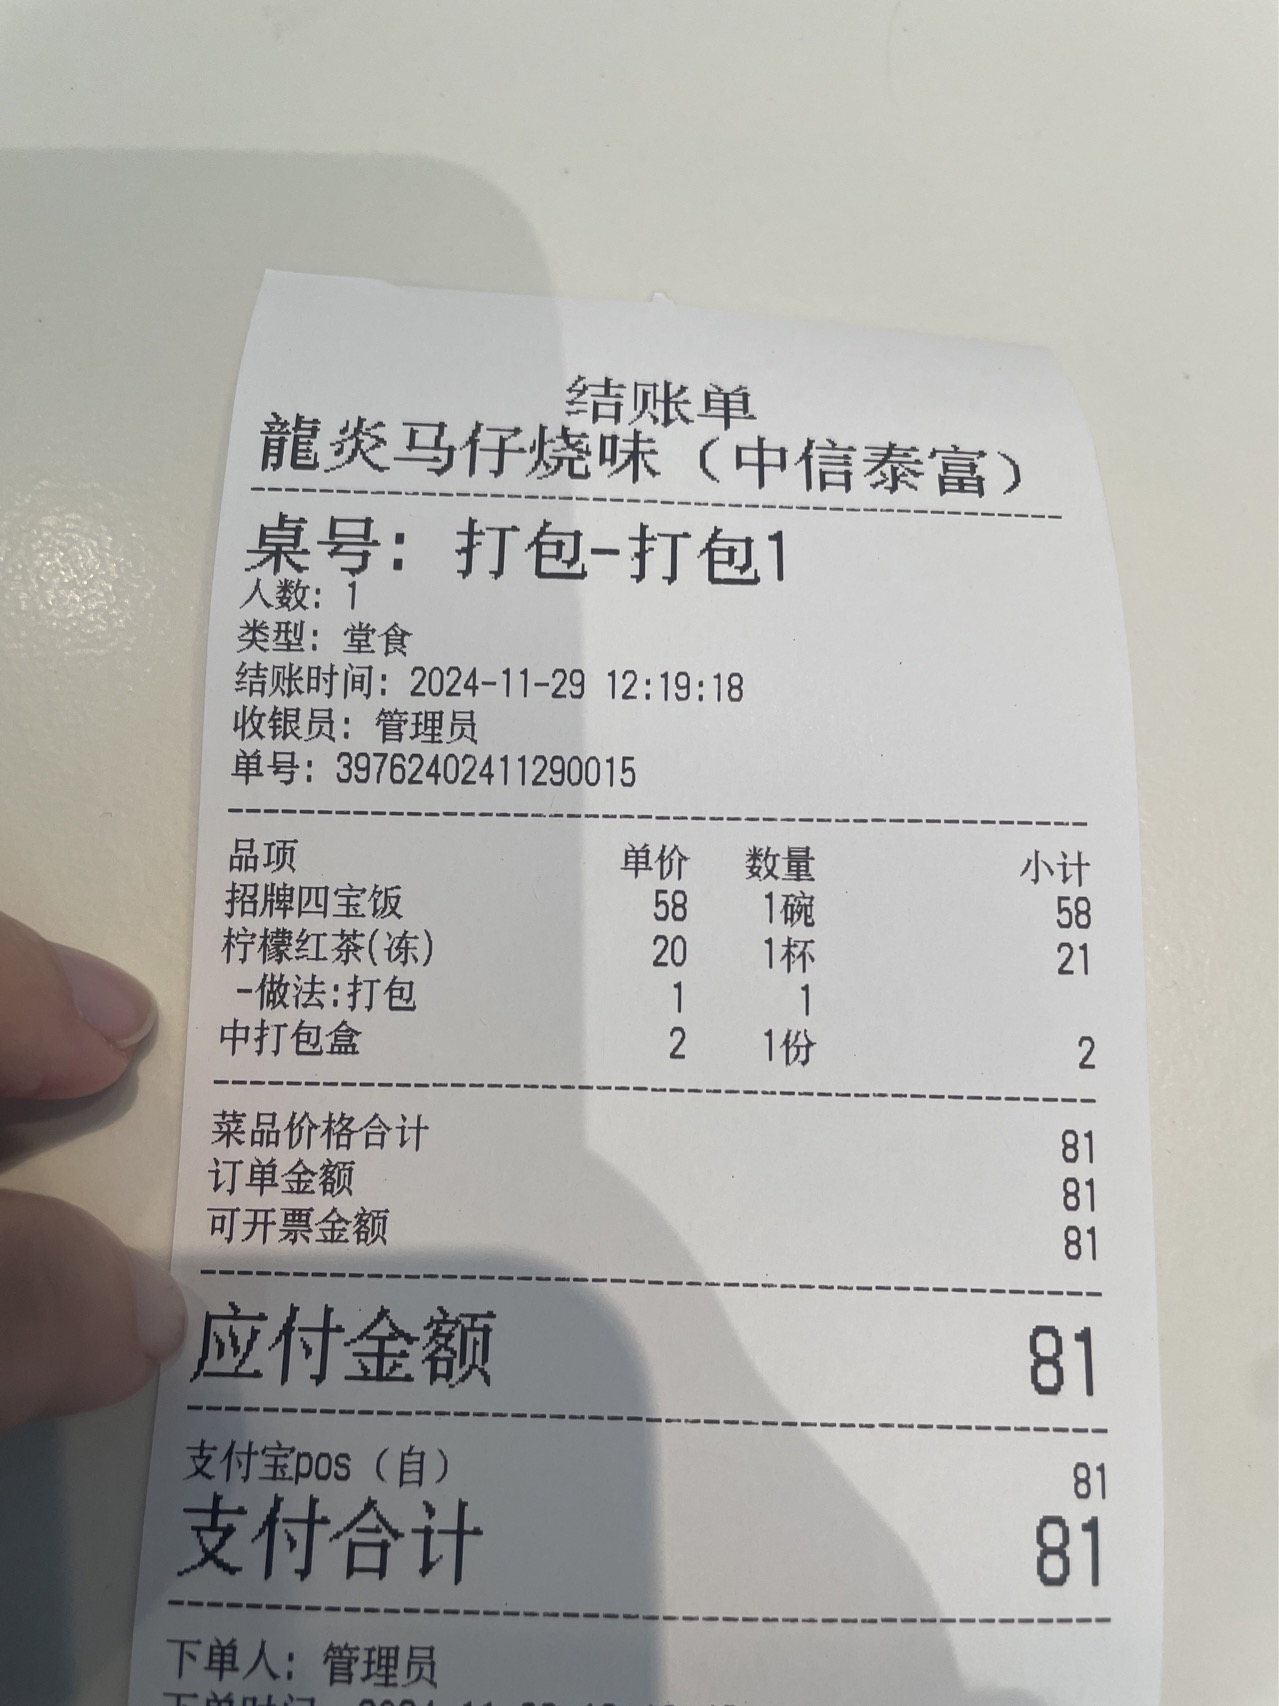 结账单
龍炎马仔烧味（中信泰富）
桌号：打包-打包1
人数：1
类型：堂食
结账时间：2024-11-29 12:19:18
收银员：管理员
单号：39762402411290015
品项 单价 数量 小计
招牌四宝饭 58 1碗 58
柠檬红茶(冻) 20 1杯 21
-做法:打包 1 1
中打包盒 2 1份 2
菜品价格合计 81
订单金额 81
可开票金额 81
应付金额 81
支付宝pos（自） 81
支付合计 81
下单人：管理员